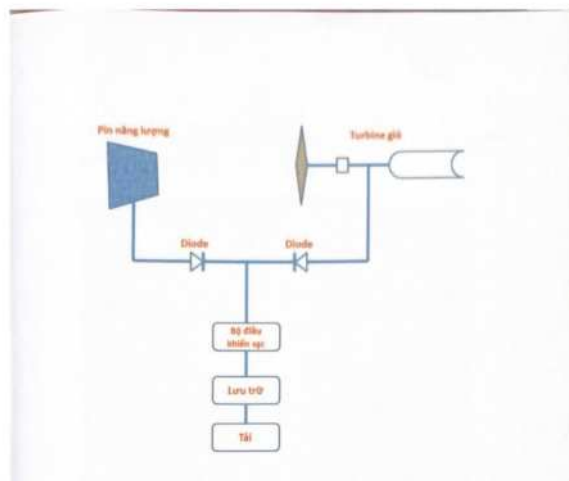 Pin năng lượng
Turbine gió
Diode
Diode
Bộ điều
khiển sạc
Lưu trữ
Tải